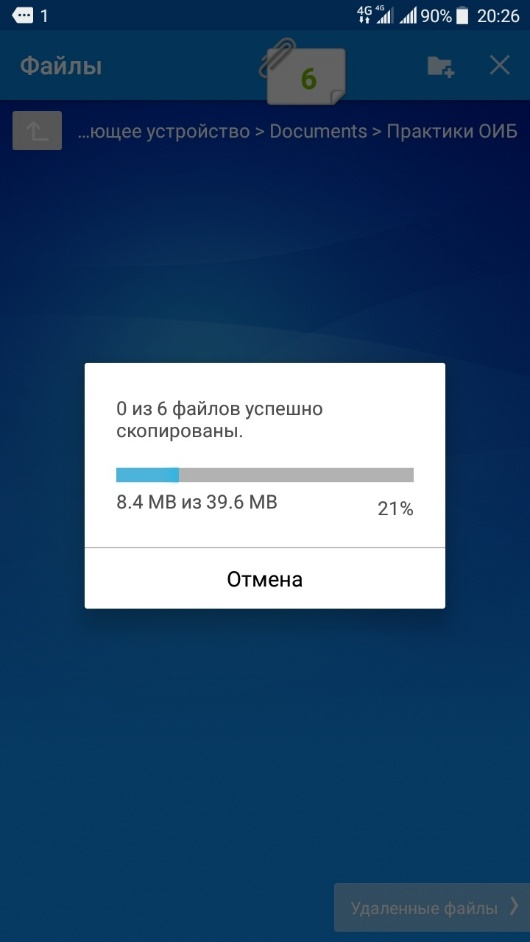 1 4G 4G 90% 20:26
Файлы 6
...ющее устройство > Documents > Практики ОИБ
0 из 6 файлов успешно
скопированы.
8.4 MB из 39.6 MB
21%
Отмена
Удаленные файлы